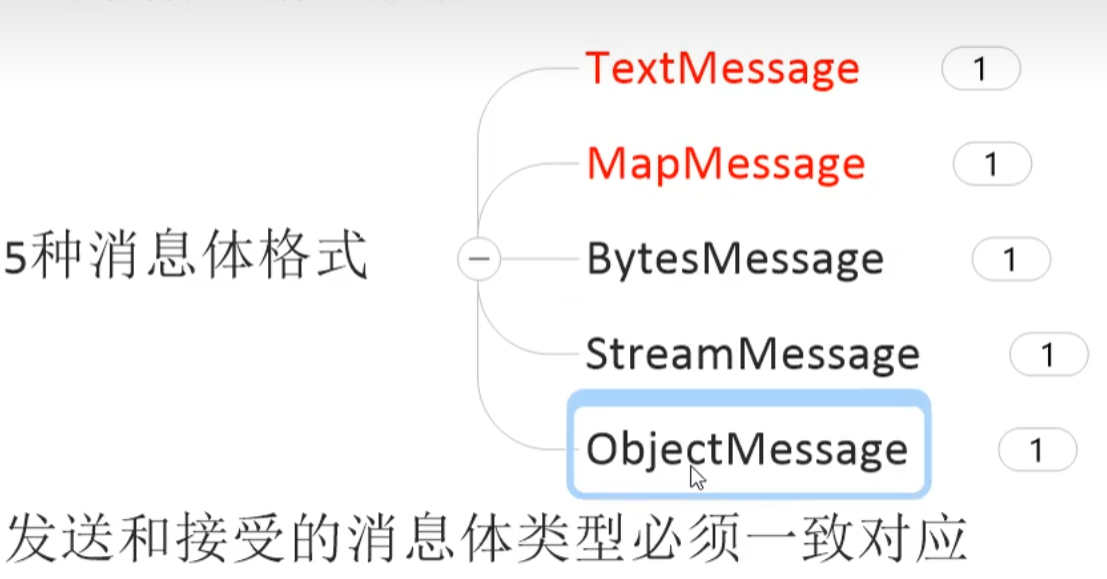 TextMessage 1
MapMessage 1
5种消息体格式
BytesMessage 1
StreamMessage 1
ObjectMessage 1
发送和接受的消息体类型必须一致对应